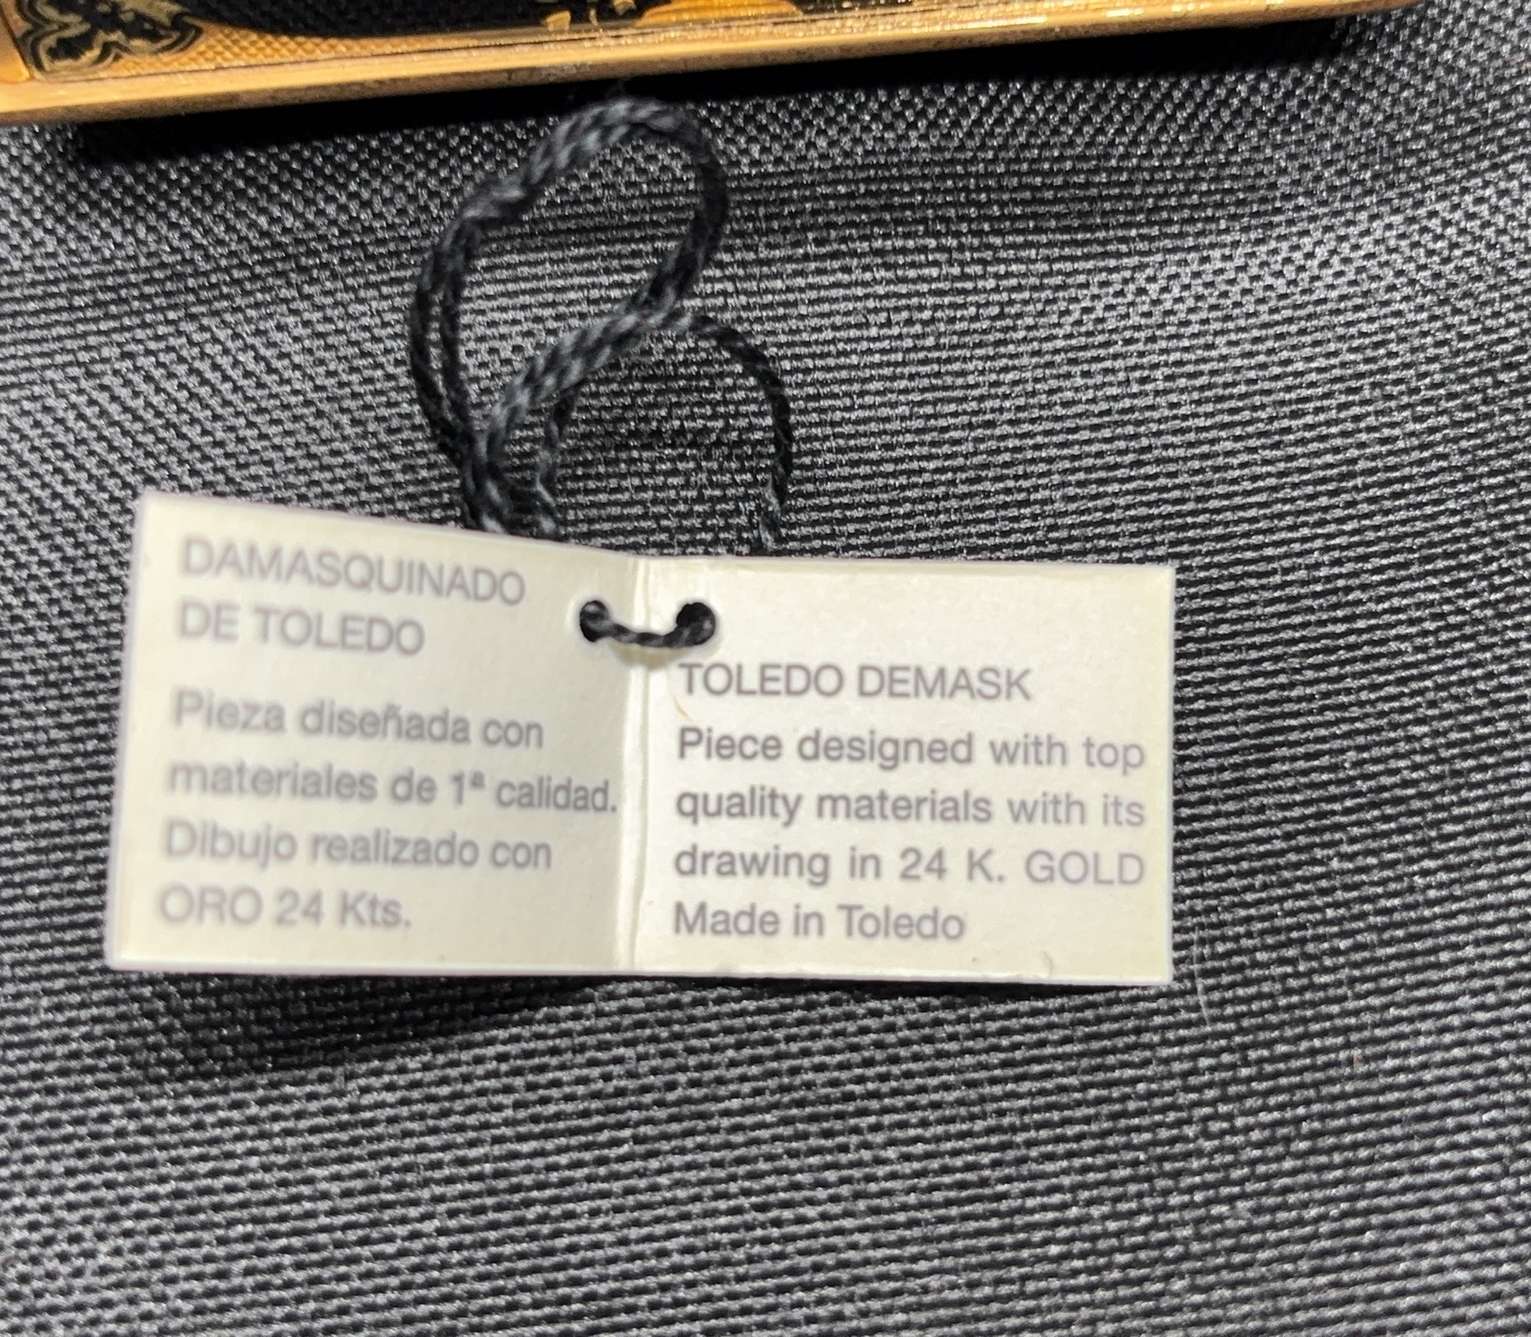 DAMASQUINADO
DE TOLEDO
Pieza diseñada con
materiales de 1ª calidad.
Dibujo realizado con
ORO 24 Kts.
TOLEDO DEMASK
Piece designed with top
quality materials with its
drawing in 24 K. GOLD
Made in Toledo